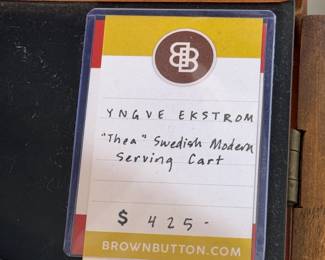 BB
YNGVE EKSTROM
"Thea" Swedish Modern
Serving Cart
$ 425-
BROWNBUTTON.COM